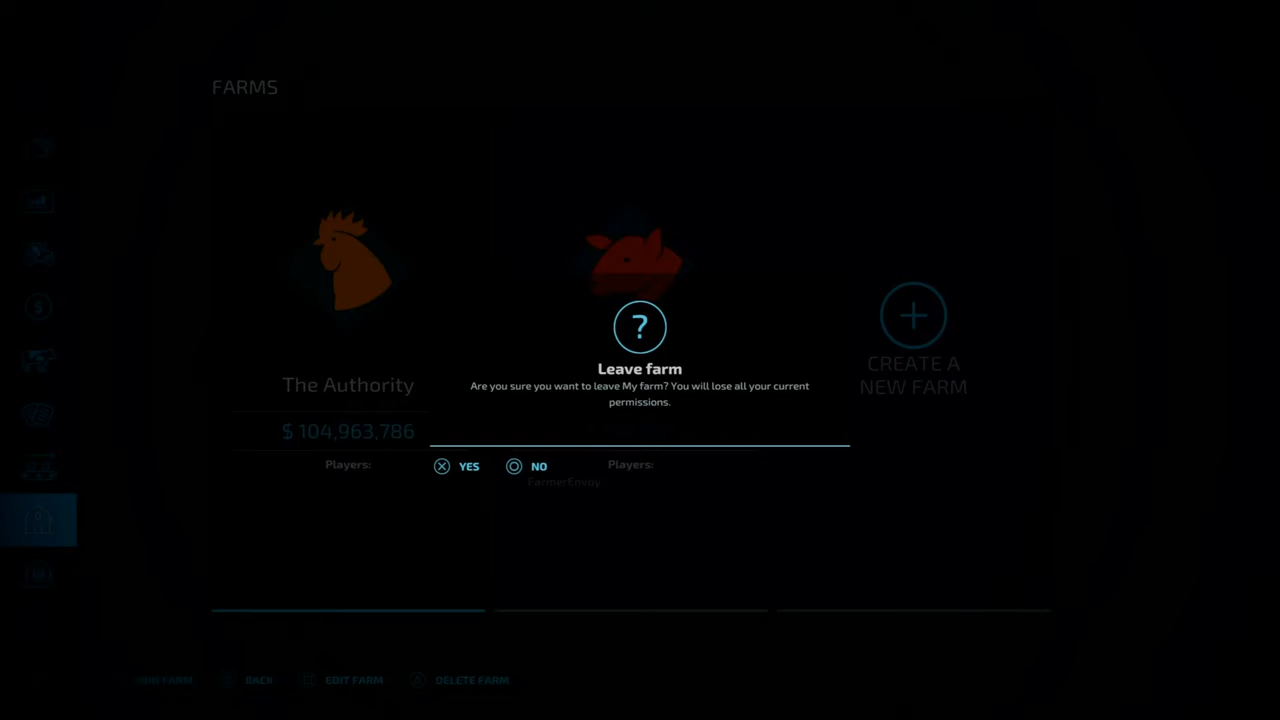 FARMS
The Authority
$ 104,963,786
Players:
Leave farm
Are you sure you want to leave My farm? You will lose all your current
permissions.
YES
NO
Players:
FarmerEnvoy
CREATE A
NEW FARM
BACK
EDIT FARM
DELETE FARM